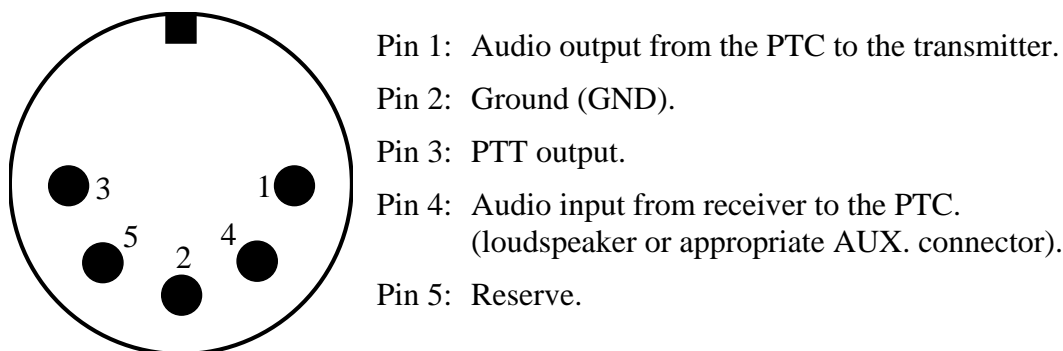 Pin 1: Audio output from the PTC to the transmitter.
Pin 2: Ground (GND).
Pin 3: PTT output.
Pin 4: Audio input from receiver to the PTC.
(loudspeaker or appropriate AUX. connector).
Pin 5: Reserve.
3
1
5
4
2